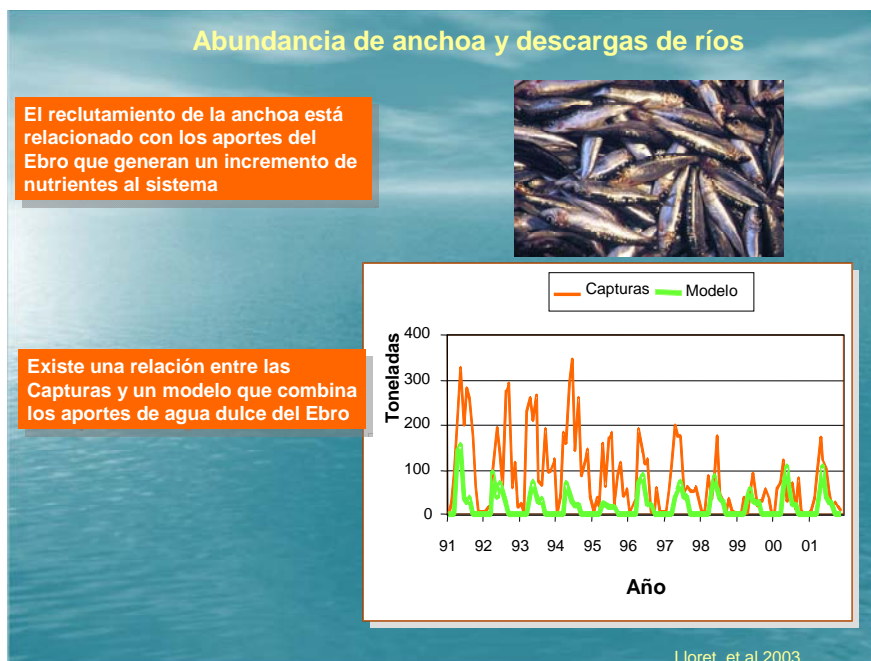 Abundancia de anchoa y descargas de ríos
El reclutamiento de la anchoa está
relacionado con los aportes del
Ebro que generan un incremento de
nutrientes al sistema
Existe una relación entre las
Capturas y un modelo que combina
los aportes de agua dulce del Ebro
Capturas Modelo
Toneladas
400
300
200
100
0
91 92 93 94 95 96 97 98 99 00 01
Año
Lloret, et al 2003